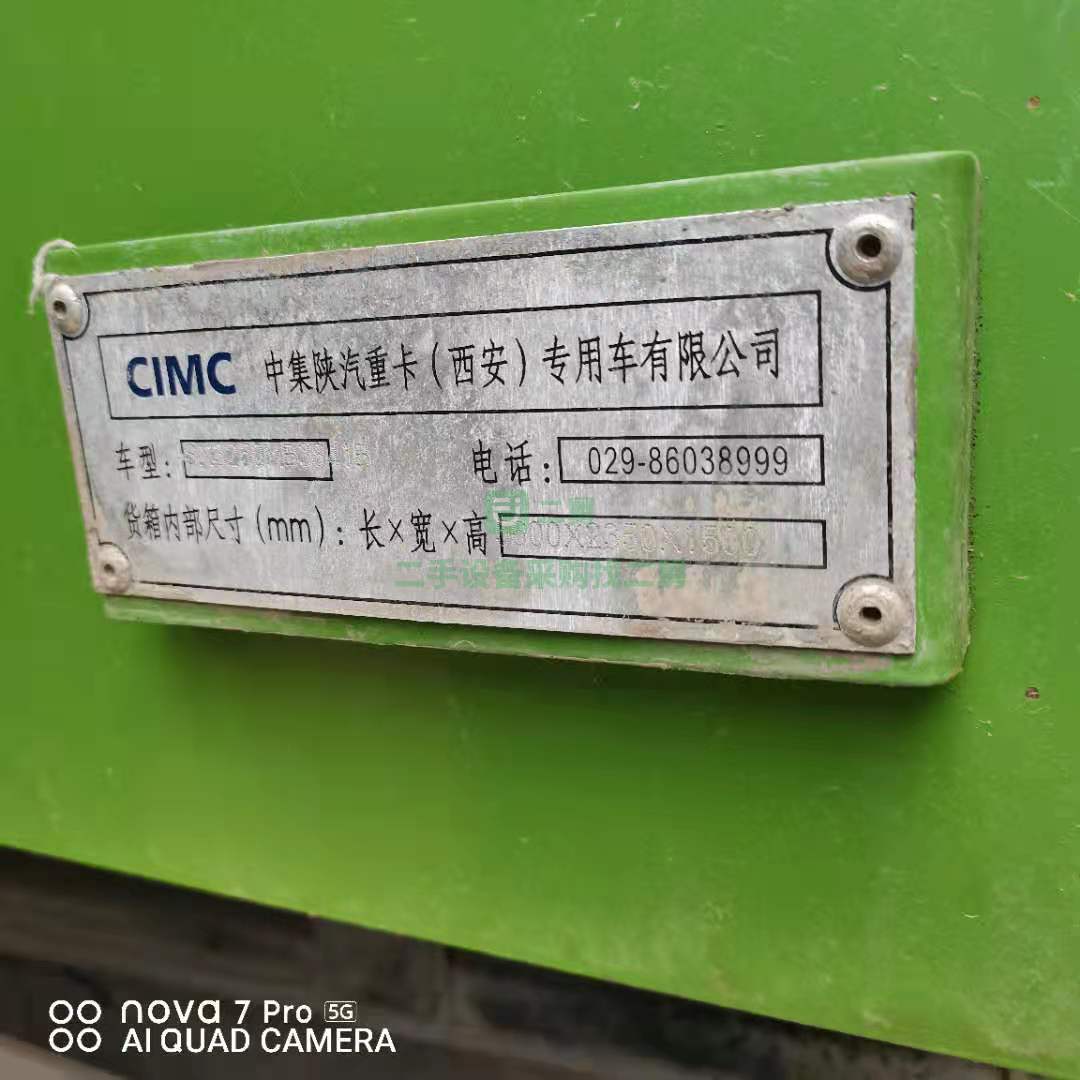 CIMC 中集陕汽重卡（西安）专用车有限公司
车型：
电话：029-86038999
货箱内部尺寸(mm)：长×宽×高
二手设备采购找二舅
nova 7 Pro 5G
AI QUAD CAMERA